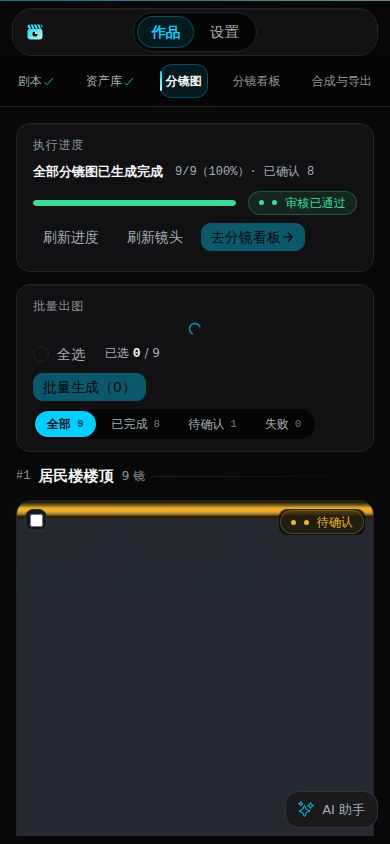 作品 设置
剧本 资产库 分镜图 分镜看板 合成与导出
执行进度
全部分镜图已生成完成 9/9（100%）· 已确认 8
审核已通过
刷新进度 刷新镜头 去分镜看板→
批量出图
全选 已选 0 / 9
批量生成（0）
全部 9 已完成 8 待确认 1 失败 0
#1 居民楼楼顶 9 镜
待确认
AI 助手